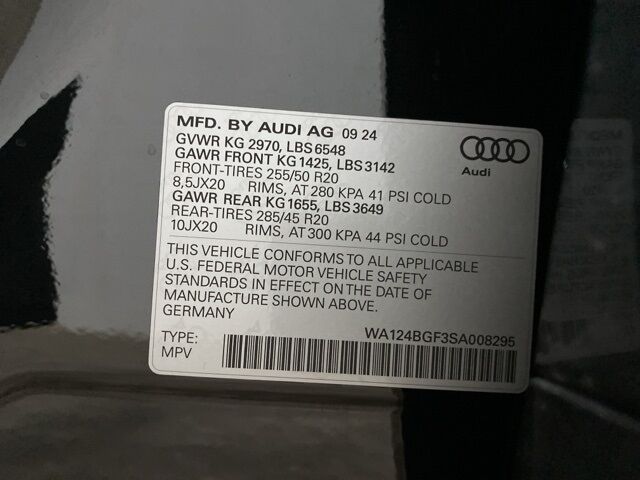 MFD. BY AUDI AG 09 24
GVWR KG 2970, LBS 6548
GAWR FRONT KG 1425, LBS 3142
FRONT-TIRES 255/50 R20
8,5JX20 RIMS, AT 280 KPA 41 PSI COLD
GAWR REAR KG 1655, LBS 3649
REAR-TIRES 285/45 R20
10JX20 RIMS, AT 300 KPA 44 PSI COLD
THIS VEHICLE CONFORMS TO ALL APPLICABLE
U.S. FEDERAL MOTOR VEHICLE SAFETY
STANDARDS IN EFFECT ON THE DATE OF
MANUFACTURE SHOWN ABOVE.
GERMANY
Audi
WA124BGF3SA008295
TYPE:
MPV